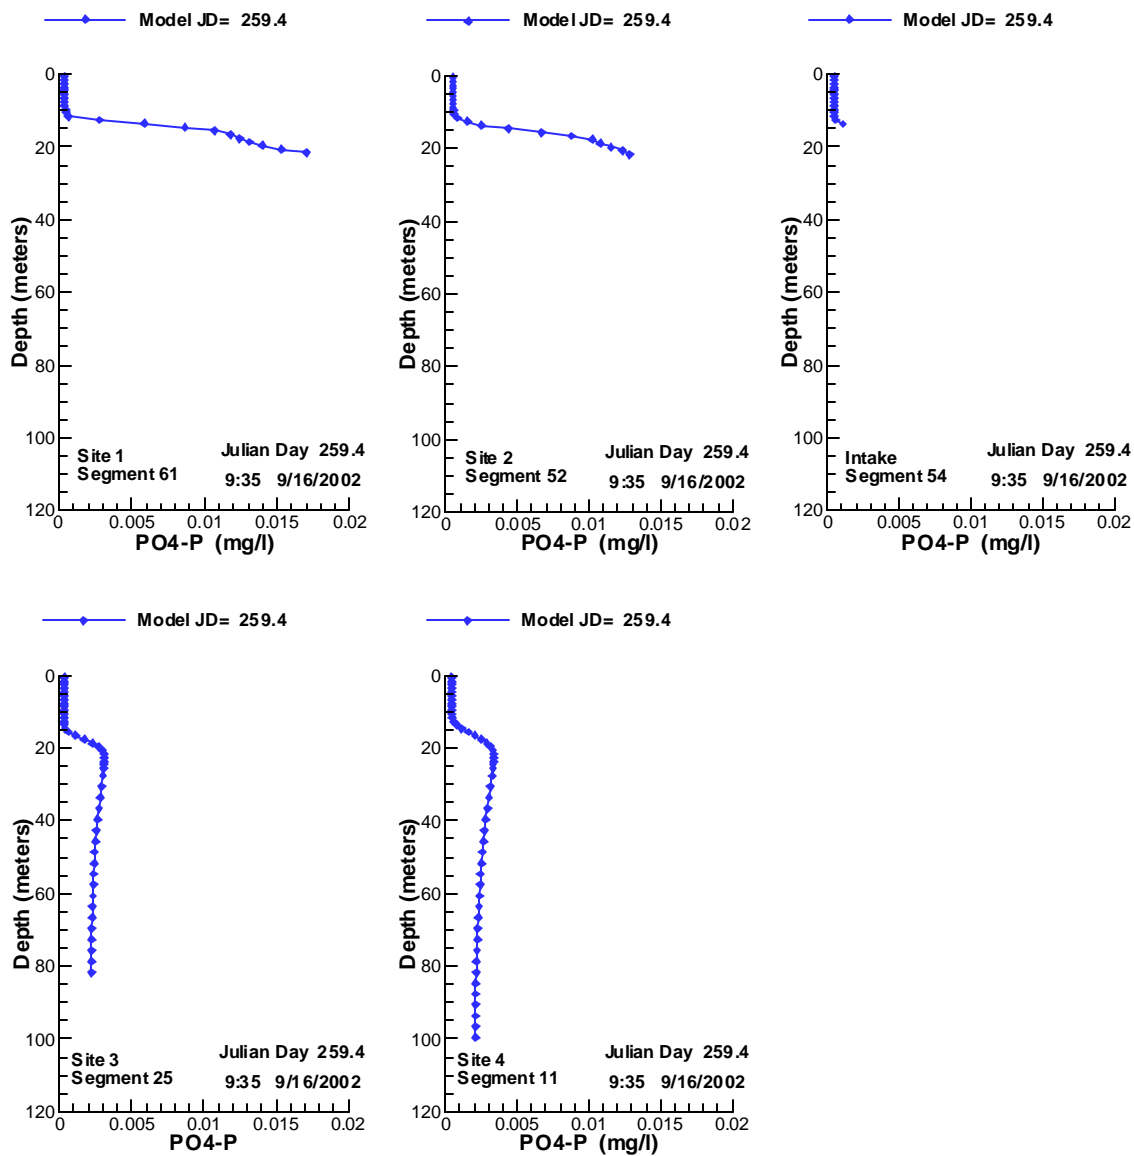 Model JD= 259.4
0
20
40
60
80
100
120
Depth (meters)
Site 1
Segment 61
Julian Day 259.4
9:35 9/16/2002
0 0.005 0.01 0.015 0.02
PO4-P (mg/l)
Model JD= 259.4
0
20
40
60
80
100
120
Depth (meters)
Site 2
Segment 52
Julian Day 259.4
9:35 9/16/2002
0 0.005 0.01 0.015 0.02
PO4-P (mg/l)
Model JD= 259.4
0
20
40
60
80
100
120
Depth (meters)
Intake
Segment 54
Julian Day 259.4
9:35 9/16/2002
0 0.005 0.01 0.015 0.02
PO4-P (mg/l)
Model JD= 259.4
0
20
40
60
80
100
120
Depth (meters)
Site 3
Segment 25
Julian Day 259.4
9:35 9/16/2002
0 0.005 0.01 0.015 0.02
PO4-P
Model JD= 259.4
0
20
40
60
80
100
120
Depth (meters)
Site 4
Segment 11
Julian Day 259.4
9:35 9/16/2002
0 0.005 0.01 0.015 0.02
PO4-P (mg/l)